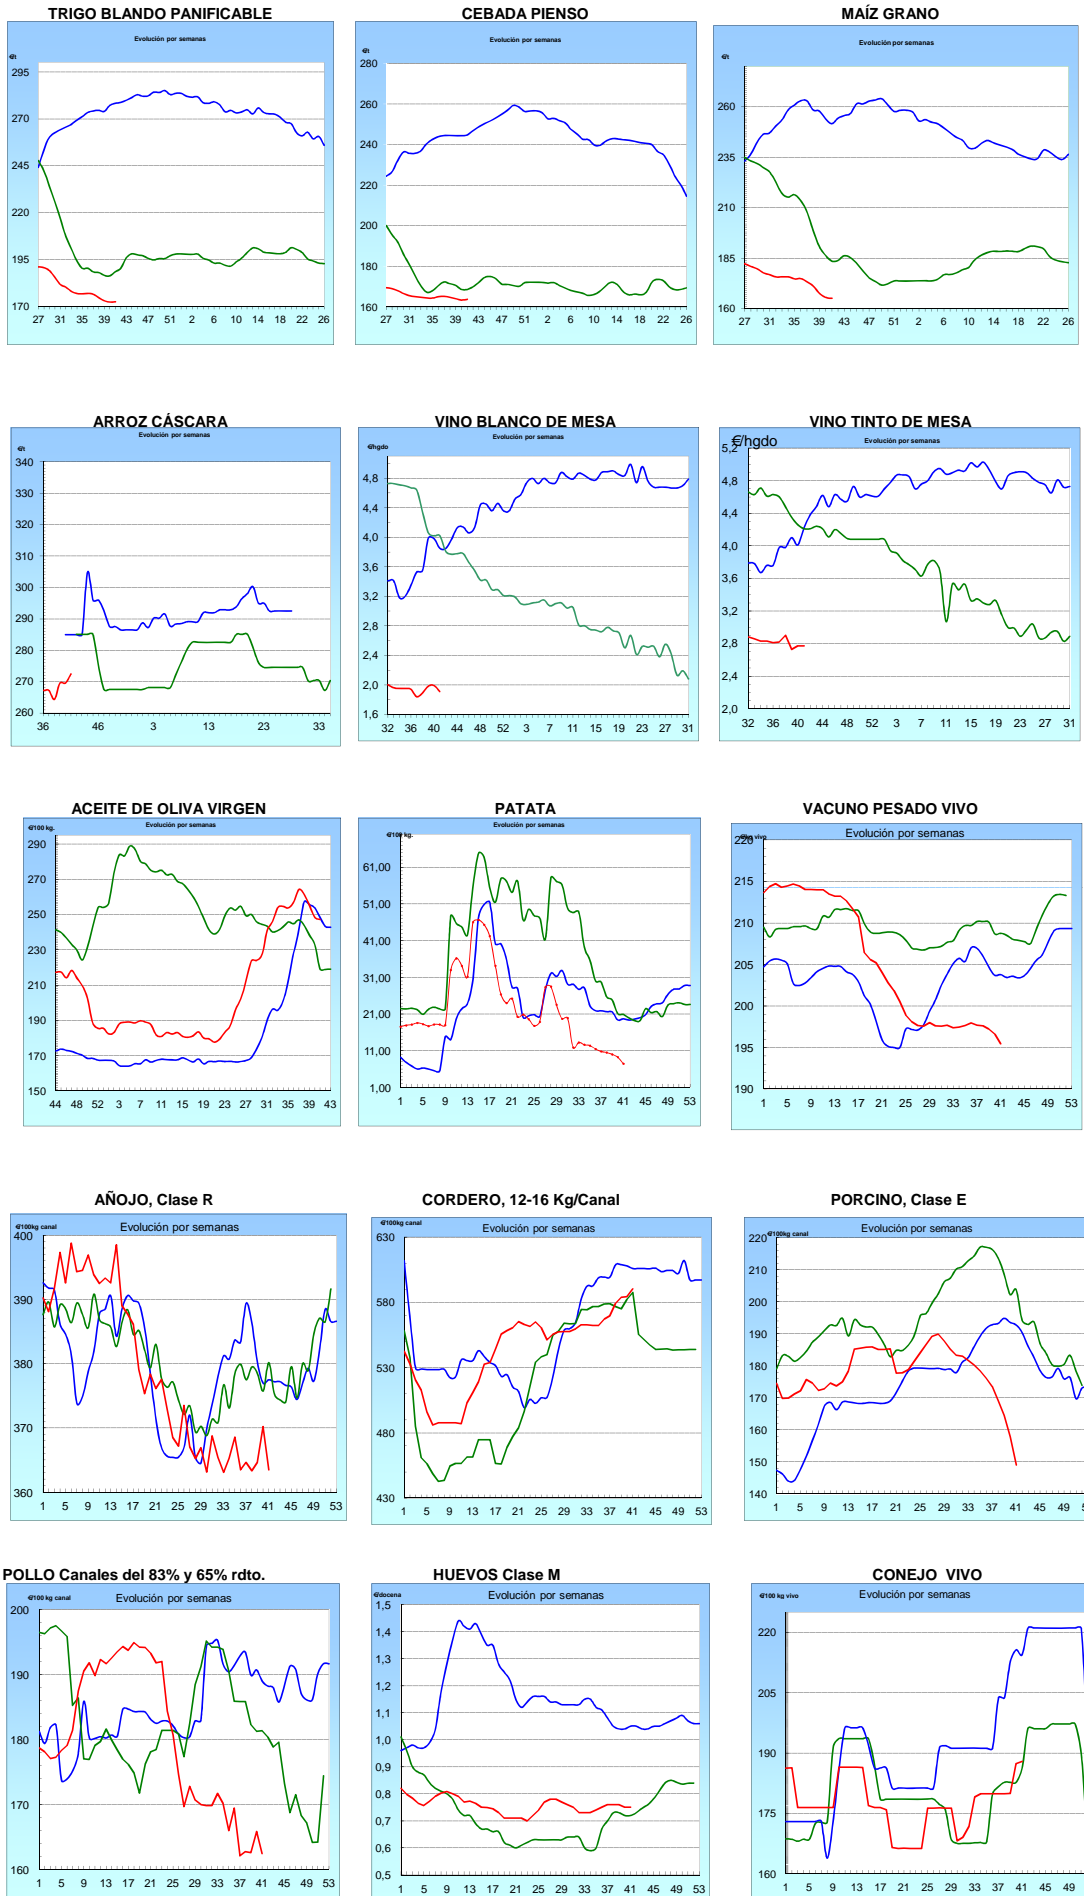 TRIGO BLANDO PANIFICABLE
Evolución por semanas
€/t
295
270
245
220
195
170
27 31 35 39 43 47 51 2 6 10 14 18 22 26
CEBADA PIENSO
Evolución por semanas
€/t
280
260
240
220
200
180
160
27 31 35 39 43 47 51 2 6 10 14 18 22 26
MAÍZ GRANO
Evolución por semanas
€/t
260
235
210
185
160
27 31 35 39 43 47 51 2 6 10 14 18 22 26
ARROZ CÁSCARA
Evolución por semanas
€/t
340
330
320
310
300
290
280
270
260
36 46 3 13 23 33
VINO BLANCO DE MESA
Evolución por semanas
€/hgdo
4,8
4,4
4,0
3,6
3,2
2,8
2,4
2,0
1,6
32 36 40 44 48 52 3 7 11 15 19 23 27 31
VINO TINTO DE MESA
Evolución por semanas
€/hgdo
5,2
4,8
4,4
4,0
3,6
3,2
2,8
2,4
2,0
32 36 40 44 48 52 3 7 11 15 19 23 27 31
ACEITE DE OLIVA VIRGEN
Evolución por semanas
€/100 kg.
290
270
250
230
210
190
170
150
44 48 52 3 7 11 15 19 23 27 31 35 39 43
PATATA
Evolución por semanas
€/100 kg.
61,00
51,00
41,00
31,00
21,00
11,00
1,00
1 5 9 13 17 21 25 29 33 37 41 45 49 53
VACUNO PESADO VIVO
Evolución por semanas
220
215
210
205
200
195
190
1 5 9 13 17 21 25 29 33 37 41 45 49 53
AÑOJO, Clase R
Evolución por semanas
€/100kg canal
400
390
380
370
360
1 5 9 13 17 21 25 29 33 37 41 45 49 53
CORDERO, 12-16 Kg/Canal
Evolución por semanas
€/100kg canal
630
580
530
480
430
1 5 9 13 17 21 25 29 33 37 41 45 49 53
PORCINO, Clase E
Evolución por semanas
€/100kg canal
220
210
200
190
180
170
160
150
140
1 5 9 13 17 21 25 29 33 37 41 45 49
POLLO Canales del 83% y 65% rdto.
Evolución por semanas
€/100 kg canal
200
190
180
170
160
1 5 9 13 17 21 25 29 33 37 41 45 49 53
HUEVOS Clase M
Evolución por semanas
€/docena
1,5
1,4
1,3
1,2
1,1
1,0
0,9
0,8
0,7
0,6
0,5
1 5 9 13 17 21 25 29 33 37 41 45 49 53
CONEJO VIVO
Evolución por semanas
€/100 kg vivo
220
205
190
175
160
1 5 9 13 17 21 25 29 33 37 41 45 49